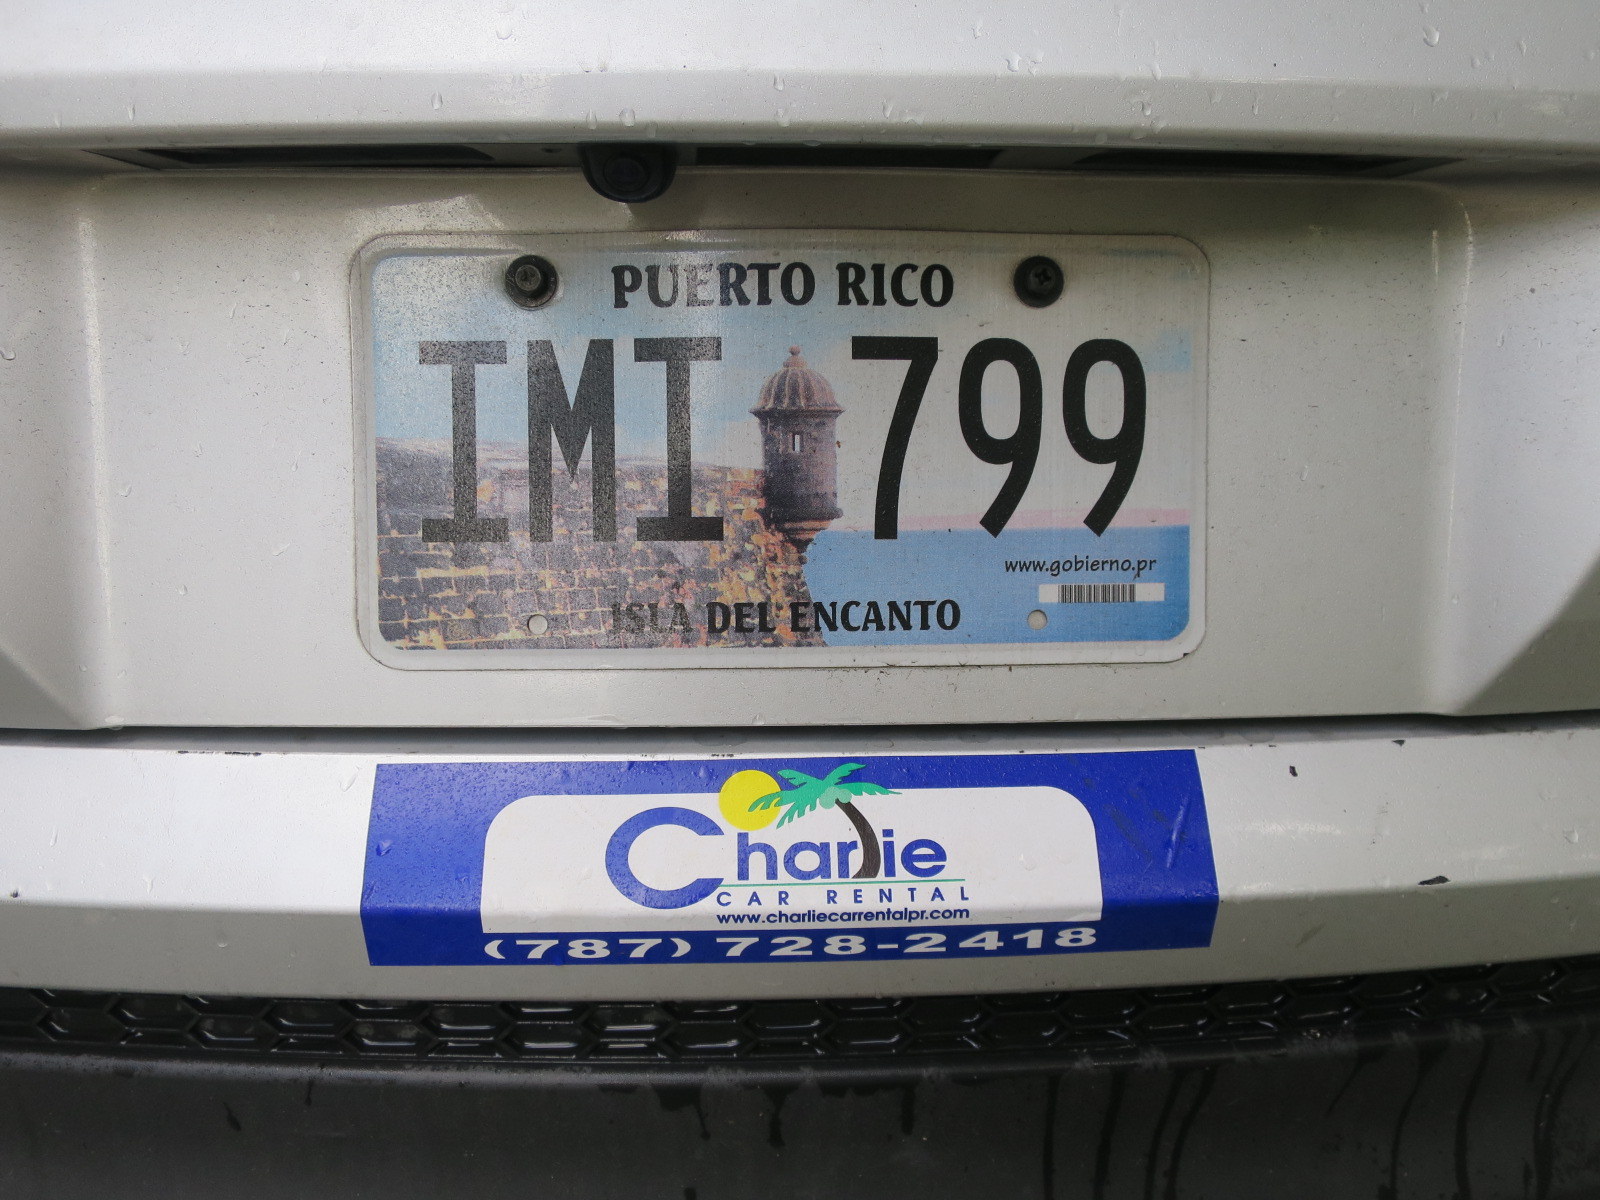 PUERTO RICO
IMI 799
www.gobierno.pr
ISLA DEL ENCANTO
Charlie
CAR RENTAL
www.charliecarrentalpr.com
(787) 728-2418